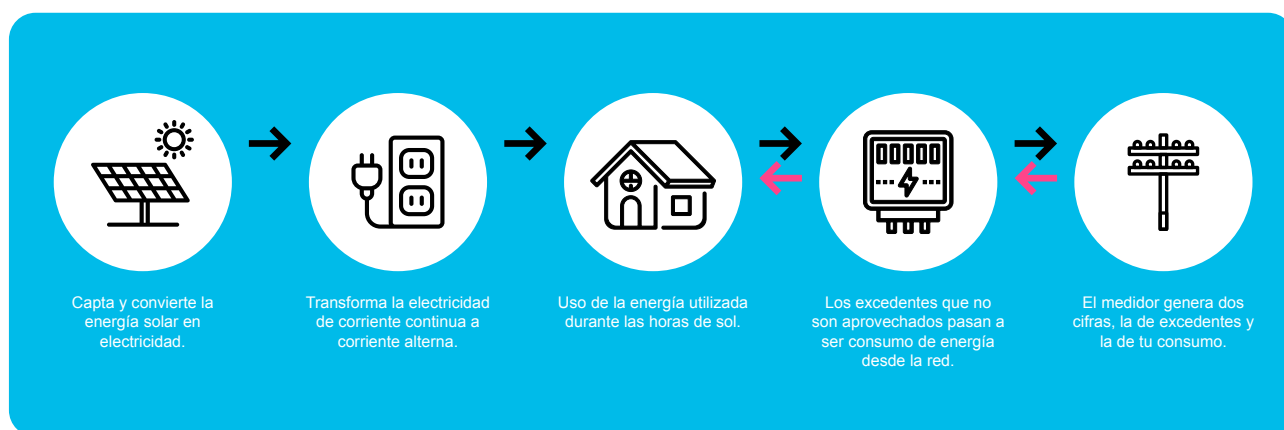 Capta y convierte la
energía solar en
electricidad.
Transforma la electricidad
de corriente continua a
corriente alterna.
Uso de la energía utilizada
durante las horas de sol.
Los excedentes que no
son aprovechados pasan a
ser consumo de energía
desde la red.
El medidor genera dos
cifras, la de excedentes y
la de tu consumo.